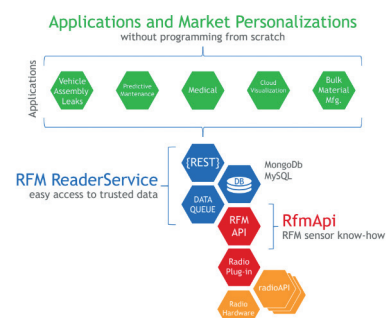 Applications and Market Personalizations
without programming from scratch
Applications
Vehicle
Assembly
Leaks
Predictive
Maintenance
Medical
Cloud
Visualization
Bulk
Material
Mfg.
{REST}
MongoDb
MySQL
DB
RFM ReaderService
easy access to trusted data
DATA
QUEUE
RFM
API
RfmApi
RFM sensor know-how
Radio
Plug-in
radioAPI
Radio
Hardware